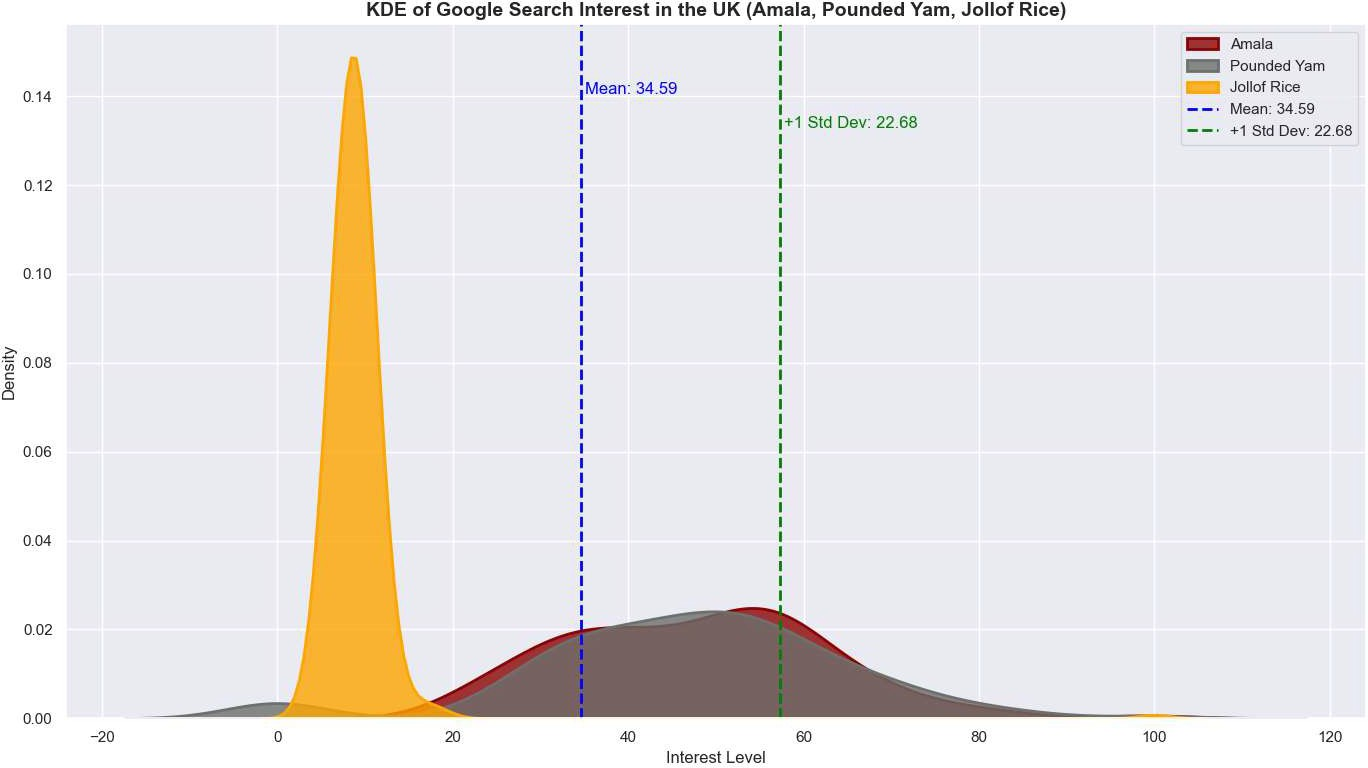 KDE of Google Search Interest in the UK (Amala, Pounded Yam, Jollof Rice)
Amala
Pounded Yam
Jollof Rice
Mean: 34.59
+1 Std Dev: 22.68
Mean: 34.59
+1 Std Dev: 22.68
Density
0.14
0.12
0.10
0.08
0.06
0.04
0.02
0.00
−20
0
20
40
60
80
100
120
Interest Level